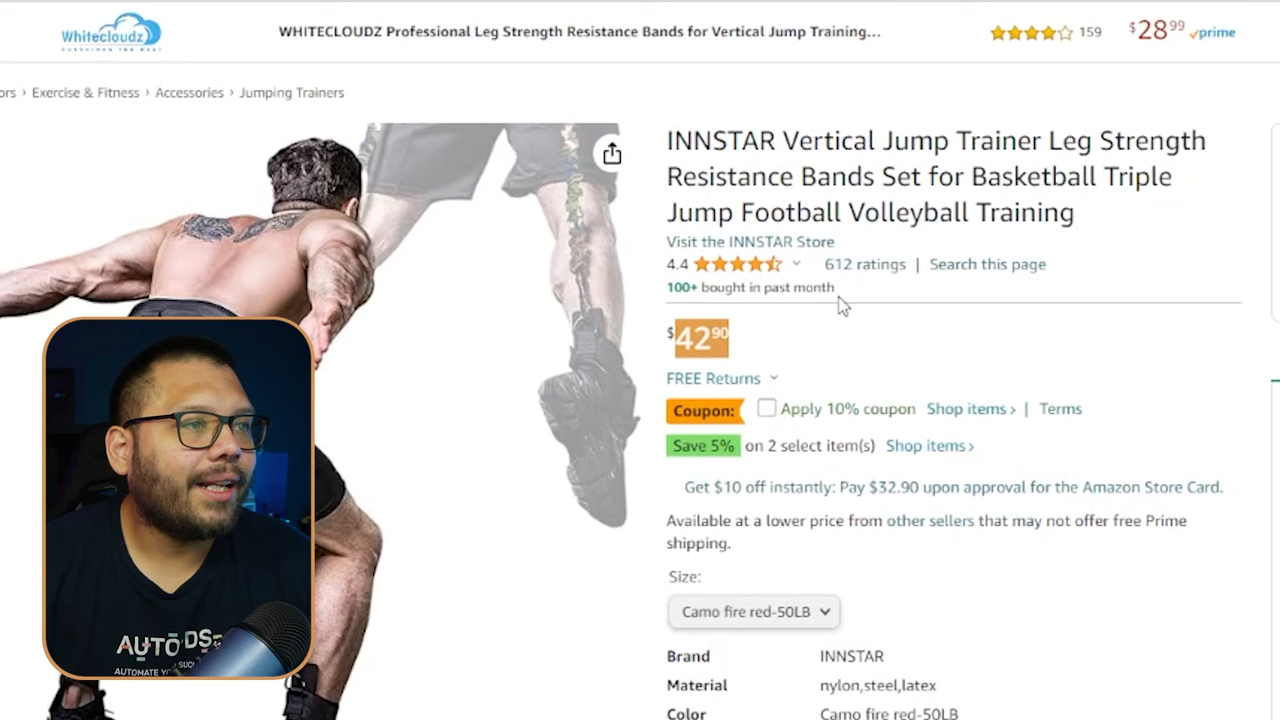 Whitecloudz
WHITECLOUDZ Professional Leg Strength Resistance Bands for Vertical Jump Training...
159
$28 99 prime
ors › Exercise & Fitness › Accessories › Jumping Trainers
INNSTAR Vertical Jump Trainer Leg Strength
Resistance Bands Set for Basketball Triple
Jump Football Volleyball Training
Visit the INNSTAR Store
4.4 612 ratings | Search this page
100+ bought in past month
$42 90
FREE Returns
Coupon: Apply 10% coupon Shop items › | Terms
Save 5% on 2 select item(s) Shop items ›
Get $10 off instantly: Pay $32.90 upon approval for the Amazon Store Card.
Available at a lower price from other sellers that may not offer free Prime
shipping.
Size:
Camo fire red-50LB
Brand INNSTAR
Material nylon,steel,latex
Color Camo fire red-50LB
AUTODS
AUTOMATE YO SUC